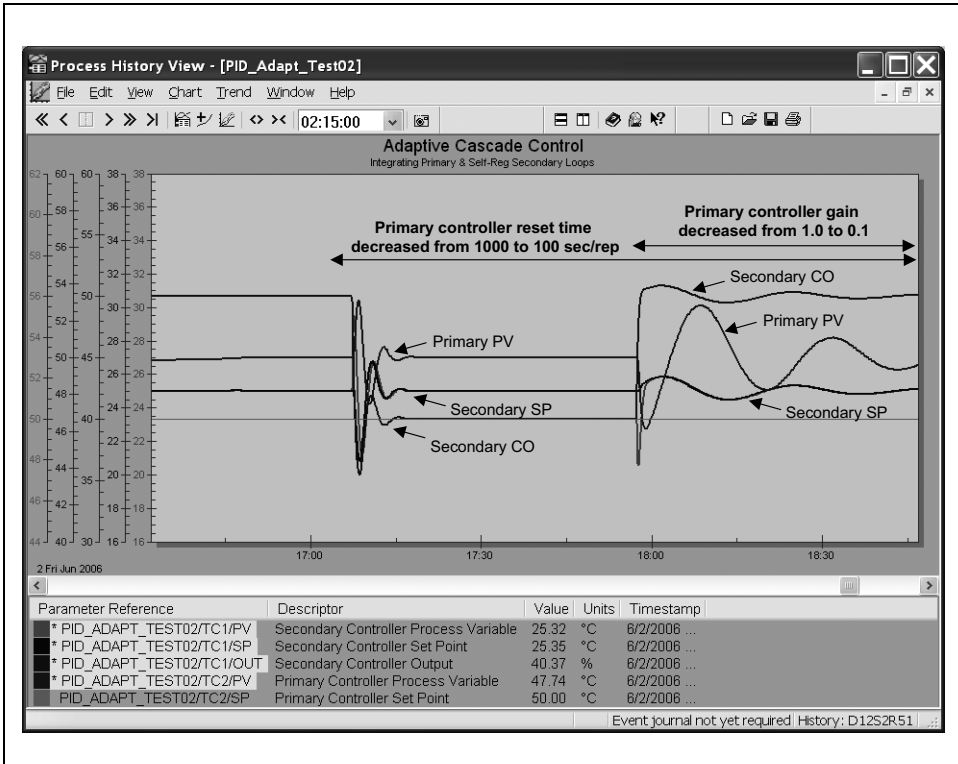 Process History View - [PID_Adapt_Test02]
File Edit View Chart Trend Window Help
02:15:00
Adaptive Cascade Control
Integrating Primary & Self-Reg Secondary Loops
62 60 60 38 38
60 58 55 36 36
58 56 34 34
56 54 50 32 32
54 52 30 30
52 50 45 28 28
50 48 40 26 26
48 46 35 24 24
46 44 22 22
44 42 30 20 20
40 18 18
16 16
Primary controller reset time
decreased from 1000 to 100 sec/rep
Primary controller gain
decreased from 1.0 to 0.1
Secondary CO
Primary PV
Primary PV
Secondary SP
Secondary SP
Secondary CO
17:00 17:30 18:00 18:30
2 Fri Jun 2006
Parameter Reference Descriptor Value Units Timestamp
* PID_ADAPT_TEST02/TC1/PV Secondary Controller Process Variable 25.32 °C 6/2/2006 ...
* PID_ADAPT_TEST02/TC1/SP Secondary Controller Set Point 25.35 °C 6/2/2006 ...
* PID_ADAPT_TEST02/TC1/OUT Secondary Controller Output 40.37 % 6/2/2006 ...
* PID_ADAPT_TEST02/TC2/PV Primary Controller Process Variable 47.74 °C 6/2/2006 ...
PID_ADAPT_TEST02/TC2/SP Primary Controller Set Point 50.00 °C 6/2/2006 ...
Event journal not yet required History: D12S2R51